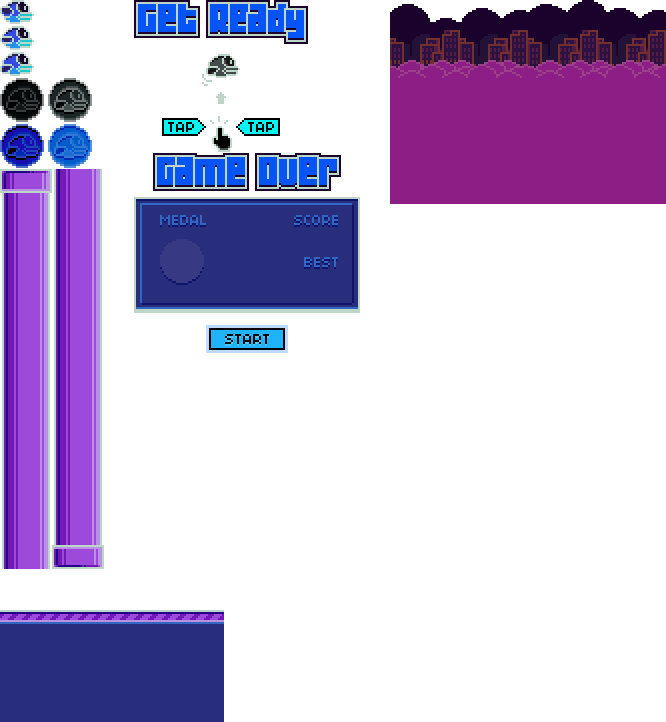 Get Ready
TAP TAP
Game Over
MEDAL SCORE
BEST
START